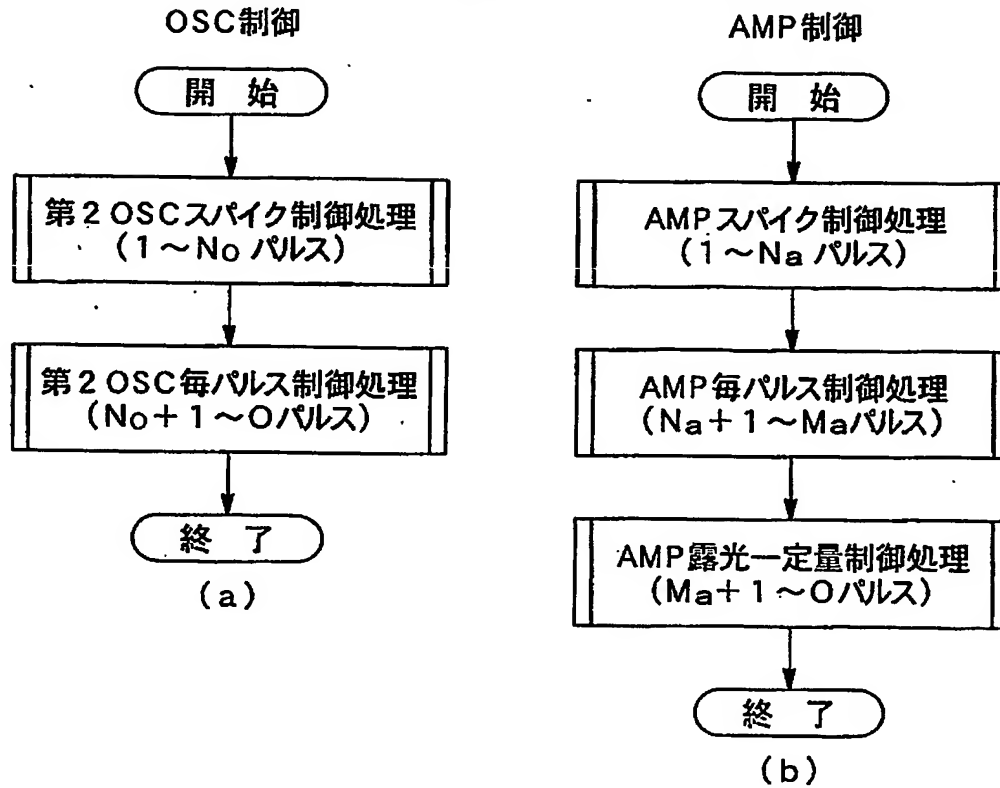 OSC制御
開 始
第2OSCスパイク制御処理
(1～No パルス)
第2OSC毎パルス制御処理
(No+1～Oパルス)
終 了
(a)
AMP制御
開 始
AMPスパイク制御処理
(1～Na パルス)
AMP毎パルス制御処理
(Na+1～Maパルス)
AMP露光一定量制御処理
(Ma+1～Oパルス)
終 了
(b)